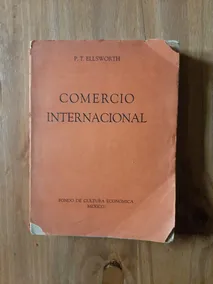 P. T. ELLSWORTH
COMERCIO
INTERNACIONAL
FONDO DE CULTURA ECONOMICA
MEXICO